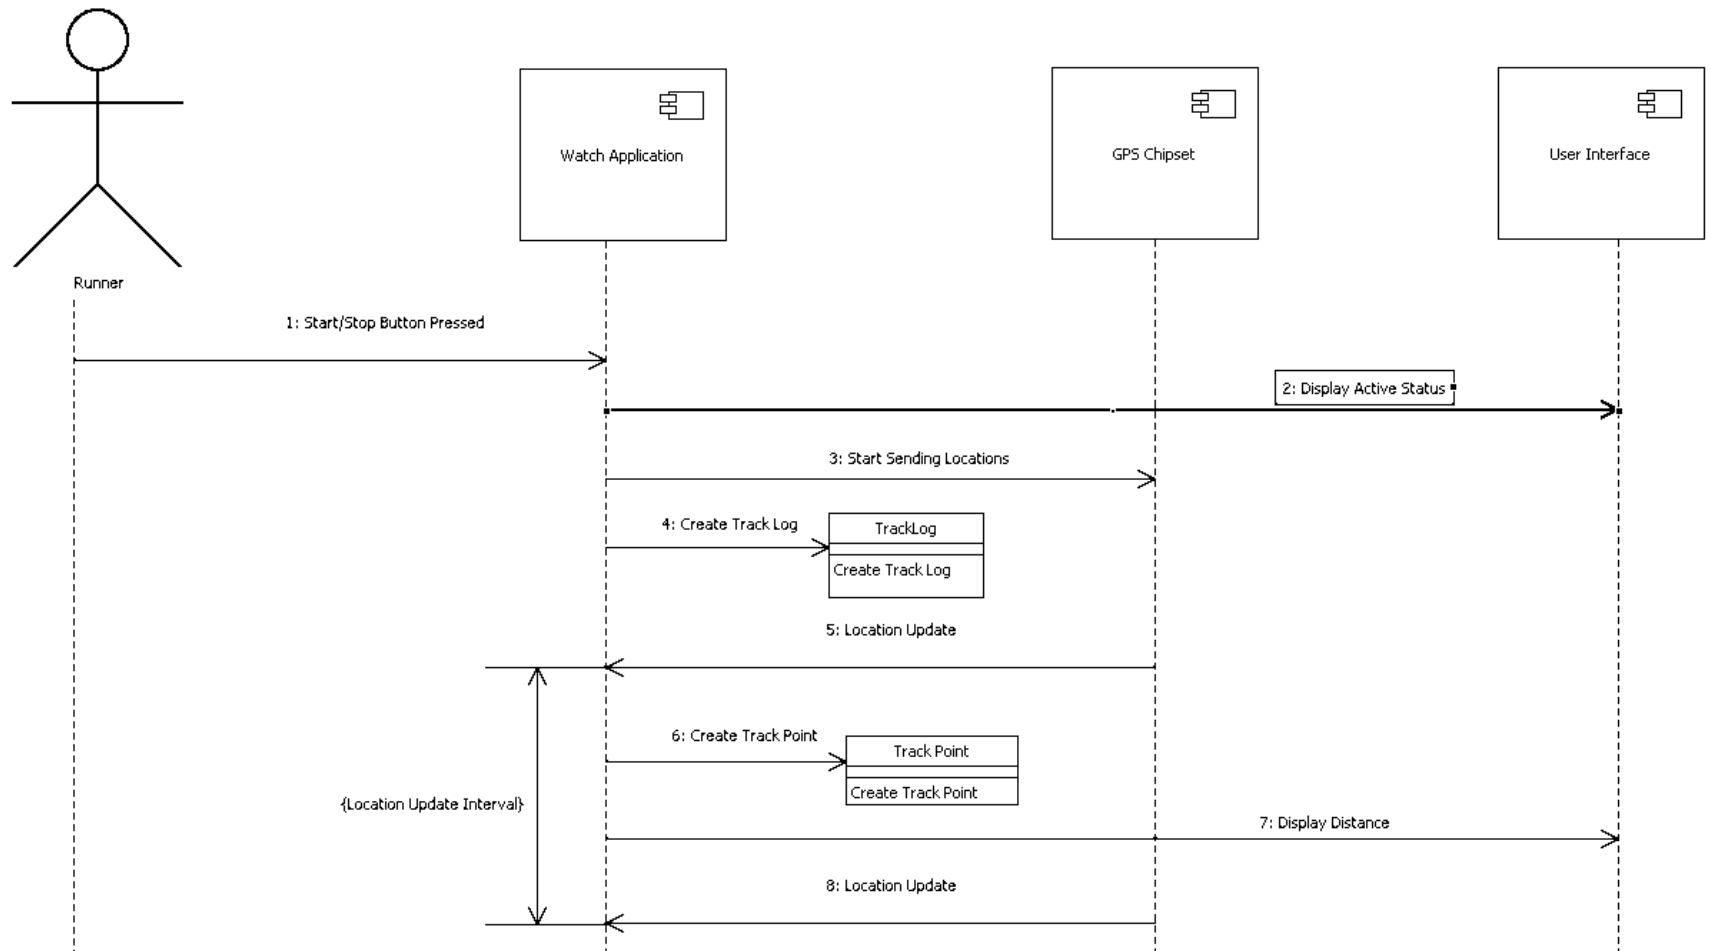 Watch Application
GPS Chipset
User Interface
Runner
1: Start/Stop Button Pressed
2: Display Active Status
3: Start Sending Locations
4: Create Track Log
TrackLog
Create Track Log
5: Location Update
6: Create Track Point
Track Point
Create Track Point
{Location Update Interval}
7: Display Distance
8: Location Update